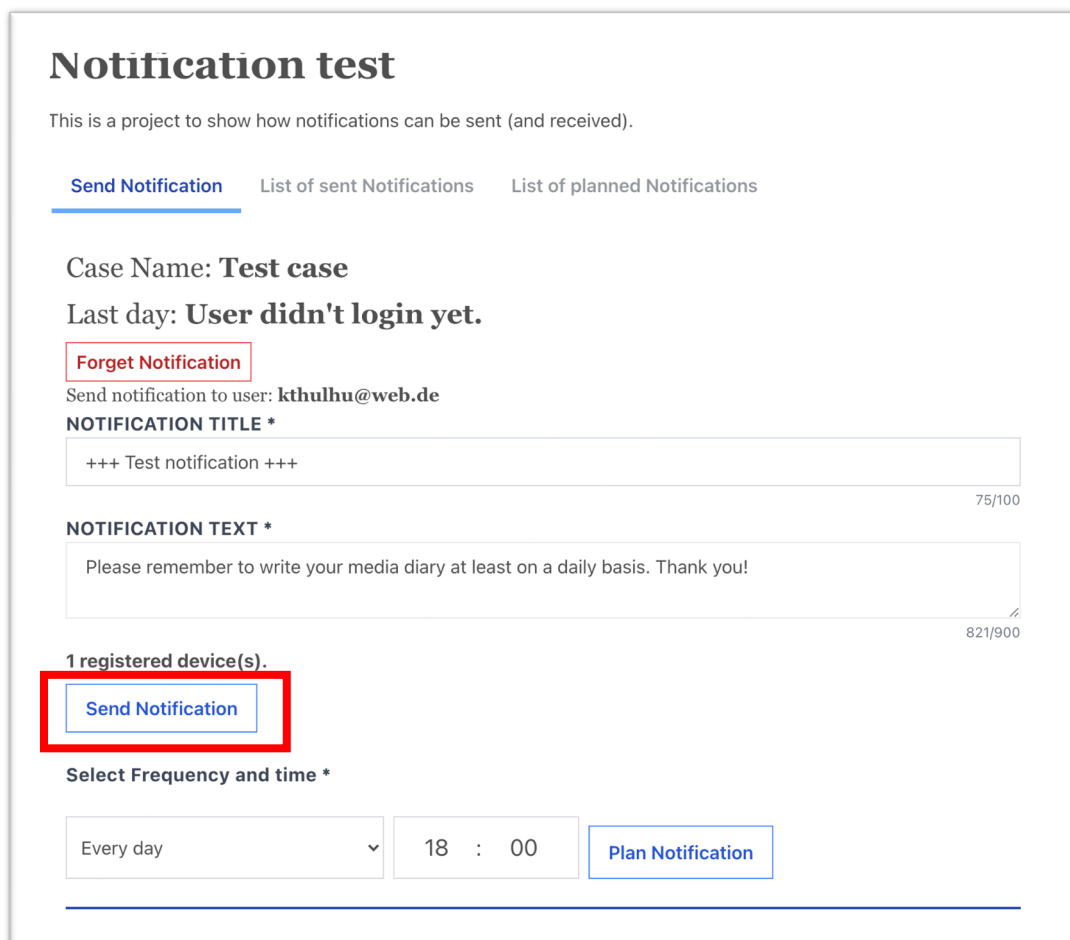 Notification test
This is a project to show how notifications can be sent (and received).
Send Notification List of sent Notifications List of planned Notifications
Case Name: Test case
Last day: User didn't login yet.
Forget Notification
Send notification to user: kthulhu@web.de
NOTIFICATION TITLE *
+++ Test notification +++
75/100
NOTIFICATION TEXT *
Please remember to write your media diary at least on a daily basis. Thank you!
821/900
1 registered device(s).
Send Notification
Select Frequency and time *
Every day 18 : 00 Plan Notification